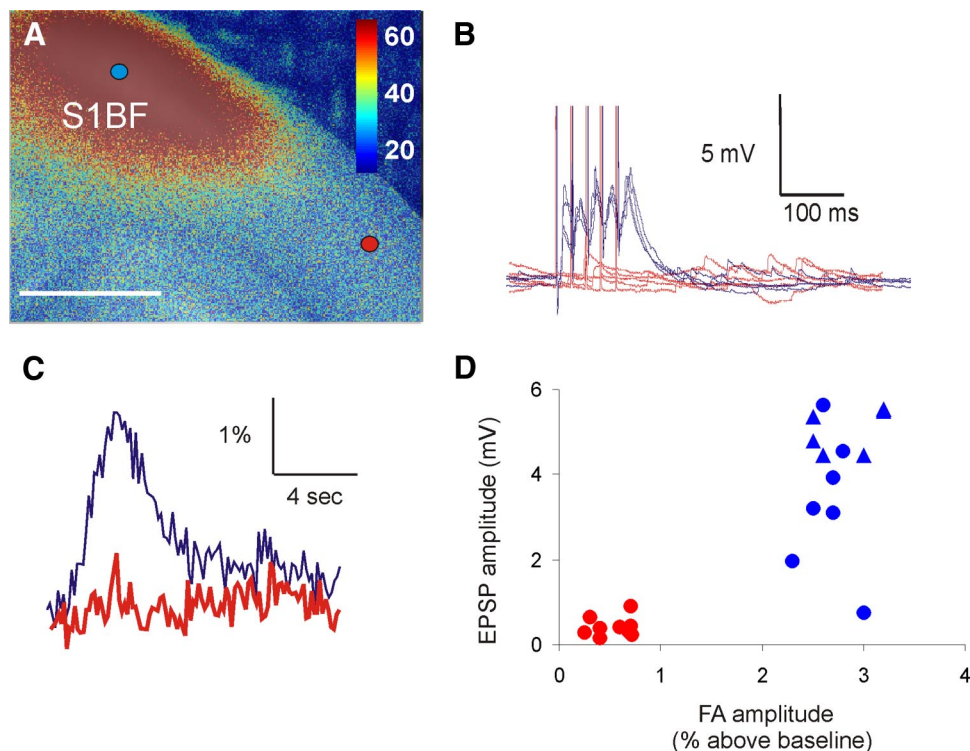 A
S1BF
60
40
20
B
5 mV
100 ms
C
1%
4 sec
D
EPSP amplitude (mV)
6
4
2
0
0 1 2 3 4
FA amplitude
(% above baseline)